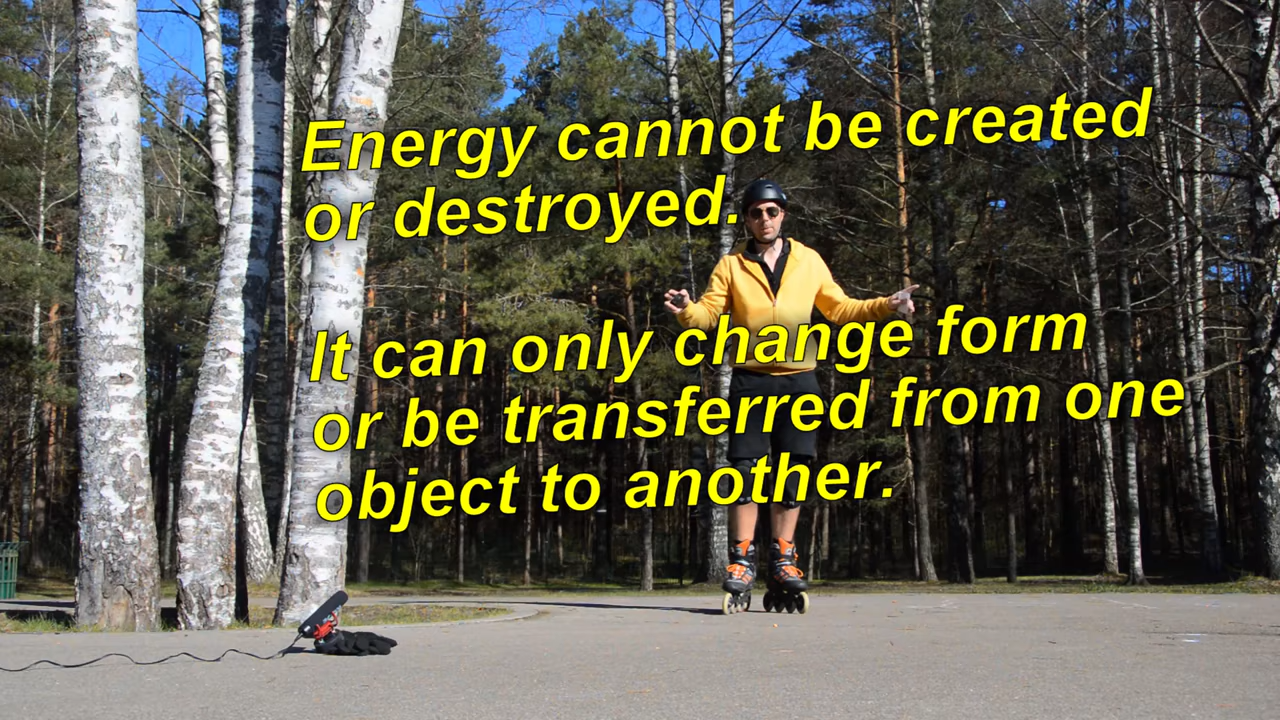 Energy cannot be created
or destroyed.
It can only change form
or be transferred from one
object to another.